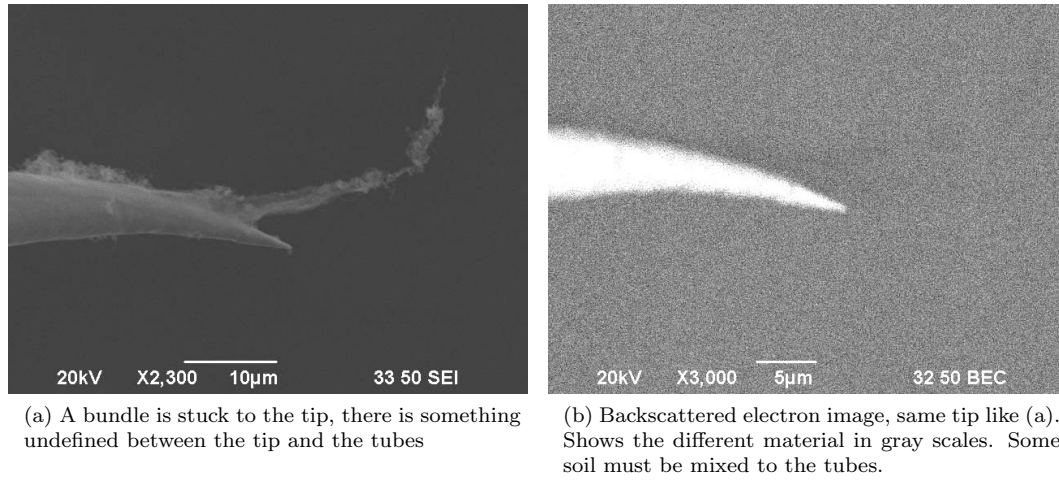 20kV X2,300 10µm 33 50 SEI
20kV X3,000 5µm 32 50 BEC
(a) A bundle is stuck to the tip, there is something
undefined between the tip and the tubes
(b) Backscattered electron image, same tip like (a).
Shows the different material in gray scales. Some
soil must be mixed to the tubes.